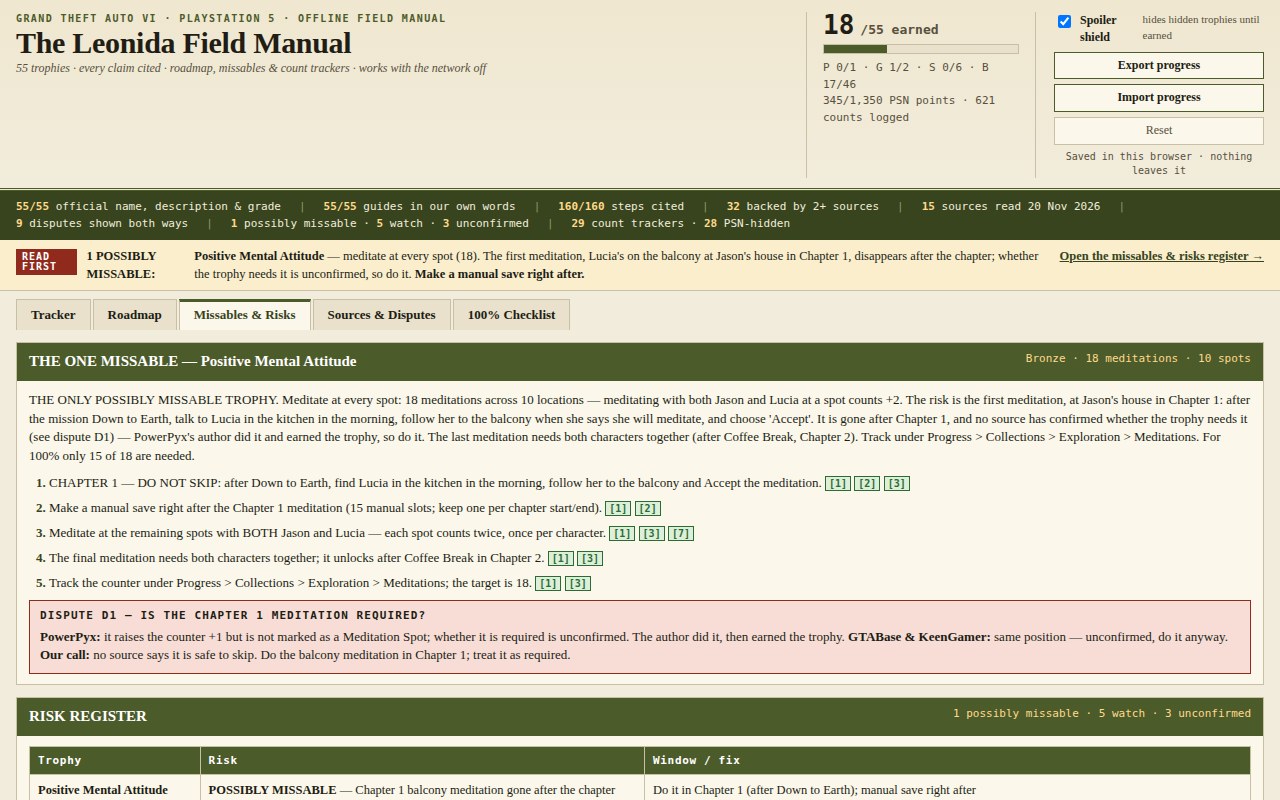 GRAND THEFT AUTO VI · PLAYSTATION 5 · OFFLINE FIELD MANUAL
The Leonida Field Manual
55 trophies · every claim cited · roadmap, missables & count trackers · works with the network off
18 /55 earned
P 0/1 · G 1/2 · S 0/6 · B
17/46
345/1,350 PSN points · 621
counts logged
Spoiler
shield
hides hidden trophies until
earned
Export progress
Import progress
Reset
Saved in this browser · nothing
leaves it
55/55 official name, description & grade | 55/55 guides in our own words | 160/160 steps cited | 32 backed by 2+ sources | 15 sources read 20 Nov 2026 |
9 disputes shown both ways | 1 possibly missable · 5 watch · 3 unconfirmed | 29 count trackers · 28 PSN-hidden
READ
FIRST
1 POSSIBLY
MISSABLE:
Positive Mental Attitude — meditate at every spot (18). The first meditation, Lucia's on the balcony at Jason's house in Chapter 1, disappears after the chapter; whether
the trophy needs it is unconfirmed, so do it. Make a manual save right after.
Open the missables & risks register →
Tracker
Roadmap
Missables & Risks
Sources & Disputes
100% Checklist
THE ONE MISSABLE — Positive Mental Attitude
Bronze · 18 meditations · 10 spots
THE ONLY POSSIBLY MISSABLE TROPHY. Meditate at every spot: 18 meditations across 10 locations — meditating with both Jason and Lucia at a spot counts +2. The risk is the first meditation, at Jason's house in Chapter 1: after
the mission Down to Earth, talk to Lucia in the kitchen in the morning, follow her to the balcony when she says she will meditate, and choose 'Accept'. It is gone after Chapter 1, and no source has confirmed whether the trophy needs it
(see dispute D1) — PowerPyx's author did it and earned the trophy, so do it. The last meditation needs both characters together (after Coffee Break, Chapter 2). Track under Progress > Collections > Exploration > Meditations. For
100% only 15 of 18 are needed.
1. CHAPTER 1 — DO NOT SKIP: after Down to Earth, find Lucia in the kitchen in the morning, follow her to the balcony and Accept the meditation. [1] [2] [3]
2. Make a manual save right after the Chapter 1 meditation (15 manual slots; keep one per chapter start/end). [1] [2]
3. Meditate at the remaining spots with BOTH Jason and Lucia — each spot counts twice, once per character. [1] [3] [7]
4. The final meditation needs both characters together; it unlocks after Coffee Break in Chapter 2. [1] [3]
5. Track the counter under Progress > Collections > Exploration > Meditations; the target is 18. [1] [3]
DISPUTE D1 — IS THE CHAPTER 1 MEDITATION REQUIRED?
PowerPyx: it raises the counter +1 but is not marked as a Meditation Spot; whether it is required is unconfirmed. The author did it, then earned the trophy. GTABase & KeenGamer: same position — unconfirmed, do it anyway.
Our call: no source says it is safe to skip. Do the balcony meditation in Chapter 1; treat it as required.
RISK REGISTER
1 possibly missable · 5 watch · 3 unconfirmed
Trophy
Risk
Window / fix
Positive Mental Attitude
POSSIBLY MISSABLE — Chapter 1 balcony meditation gone after the chapter
Do it in Chapter 1 (after Down to Earth); manual save right after